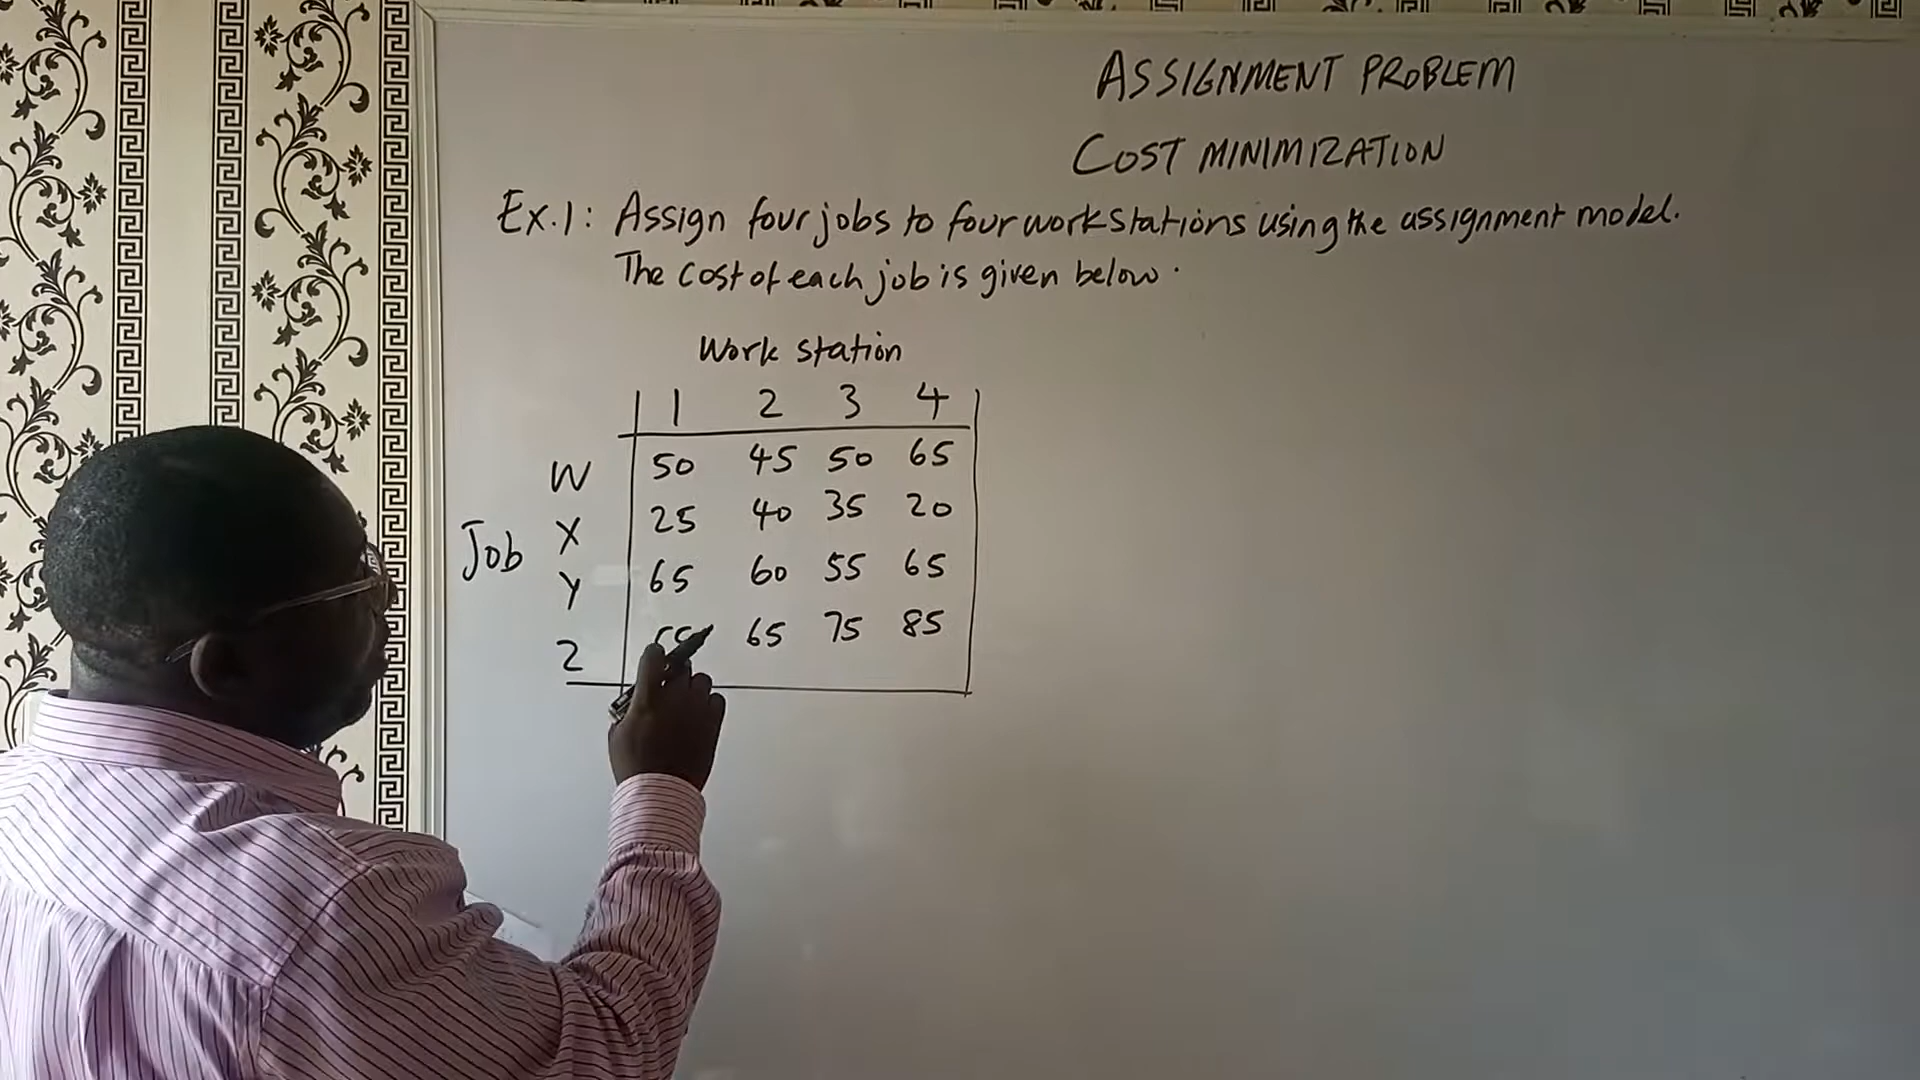 ASSIGNMENT PROBLEM
COST MINIMIZATION
Ex.1: Assign four jobs to four workstations using the assignment model.
The cost of each job is given below.
Work station
1 2 3 4
W 50 45 50 65
Job X 25 40 35 20
Y 65 60 55 65
Z 65 75 85